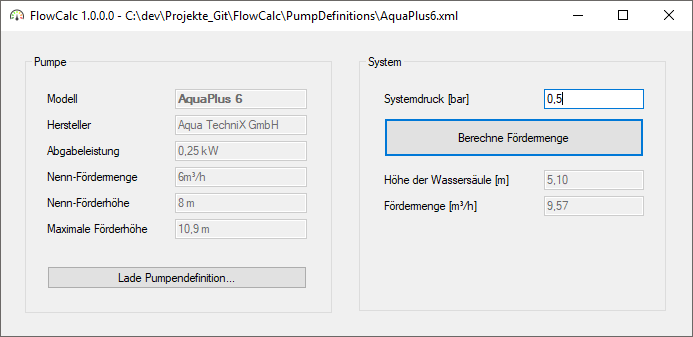 FlowCalc 1.0.0.0 - C:\dev\Projekte_Git\FlowCalc\PumpDefinitions\AquaPlus6.xml
Pumpe
Modell AquaPlus 6
Hersteller Aqua TechniX GmbH
Abgabeleistung 0,25 kW
Nenn-Fördermenge 6m³/h
Nenn-Förderhöhe 8 m
Maximale Förderhöhe 10,9 m
Lade Pumpendefinition...
System
Systemdruck [bar] 0,5
Berechne Fördermenge
Höhe der Wassersäule [m] 5,10
Fördermenge [m³/h] 9,57